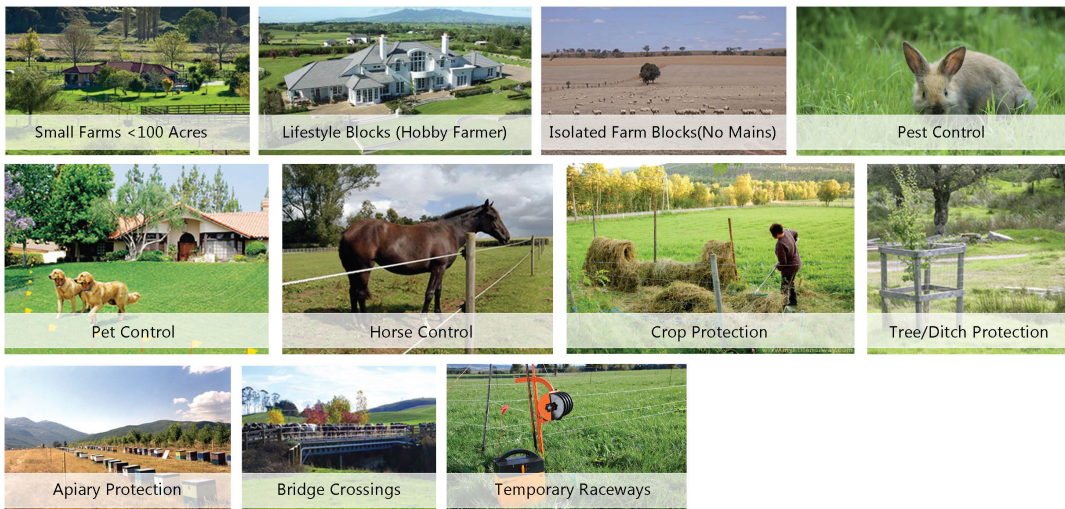 Small Farms <100 Acres
Lifestyle Blocks (Hobby Farmer)
Isolated Farm Blocks(No Mains)
Pest Control
Pet Control
Horse Control
Crop Protection
Tree/Ditch Protection
Apiary Protection
Bridge Crossings
Temporary Raceways